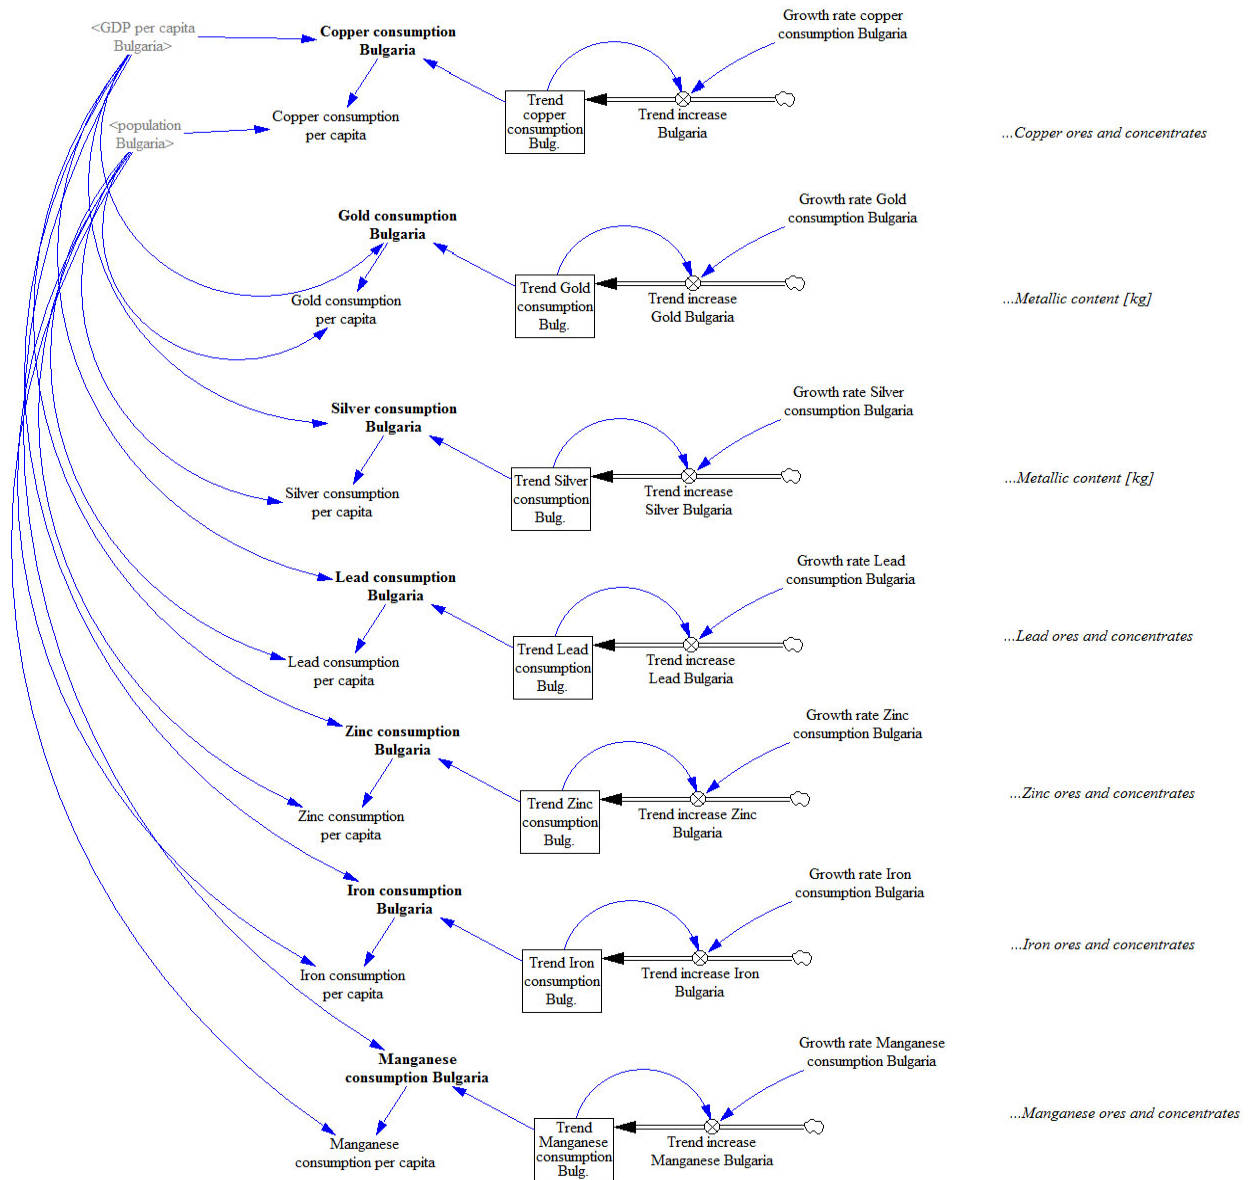 <GDP per capita
Bulgaria>
Copper consumption
Bulgaria
Growth rate copper
consumption Bulgaria
<population
Bulgaria>
Copper consumption
per capita
Trend
copper
consumption
Bulg.
Trend increase
Bulgaria
...Copper ores and concentrates
Gold consumption
Bulgaria
Growth rate Gold
consumption Bulgaria
Gold consumption
per capita
Trend Gold
consumption
Bulg.
Trend increase
Gold Bulgaria
...Metallic content [kg]
Silver consumption
Bulgaria
Growth rate Silver
consumption Bulgaria
Silver consumption
per capita
Trend Silver
consumption
Bulg.
Trend increase
Silver Bulgaria
...Metallic content [kg]
Lead consumption
Bulgaria
Growth rate Lead
consumption Bulgaria
Lead consumption
per capita
Trend Lead
consumption
Bulg.
Trend increase
Lead Bulgaria
...Lead ores and concentrates
Zinc consumption
Bulgaria
Growth rate Zinc
consumption Bulgaria
Zinc consumption
per capita
Trend Zinc
consumption
Bulg.
Trend increase Zinc
Bulgaria
...Zinc ores and concentrates
Iron consumption
Bulgaria
Growth rate Iron
consumption Bulgaria
Iron consumption
per capita
Trend Iron
consumption
Bulg.
Trend increase Iron
Bulgaria
...Iron ores and concentrates
Manganese
consumption Bulgaria
Growth rate Manganese
consumption Bulgaria
Manganese
consumption per capita
Trend
Manganese
consumption
Bulg.
Trend increase
Manganese Bulgaria
...Manganese ores and concentrates